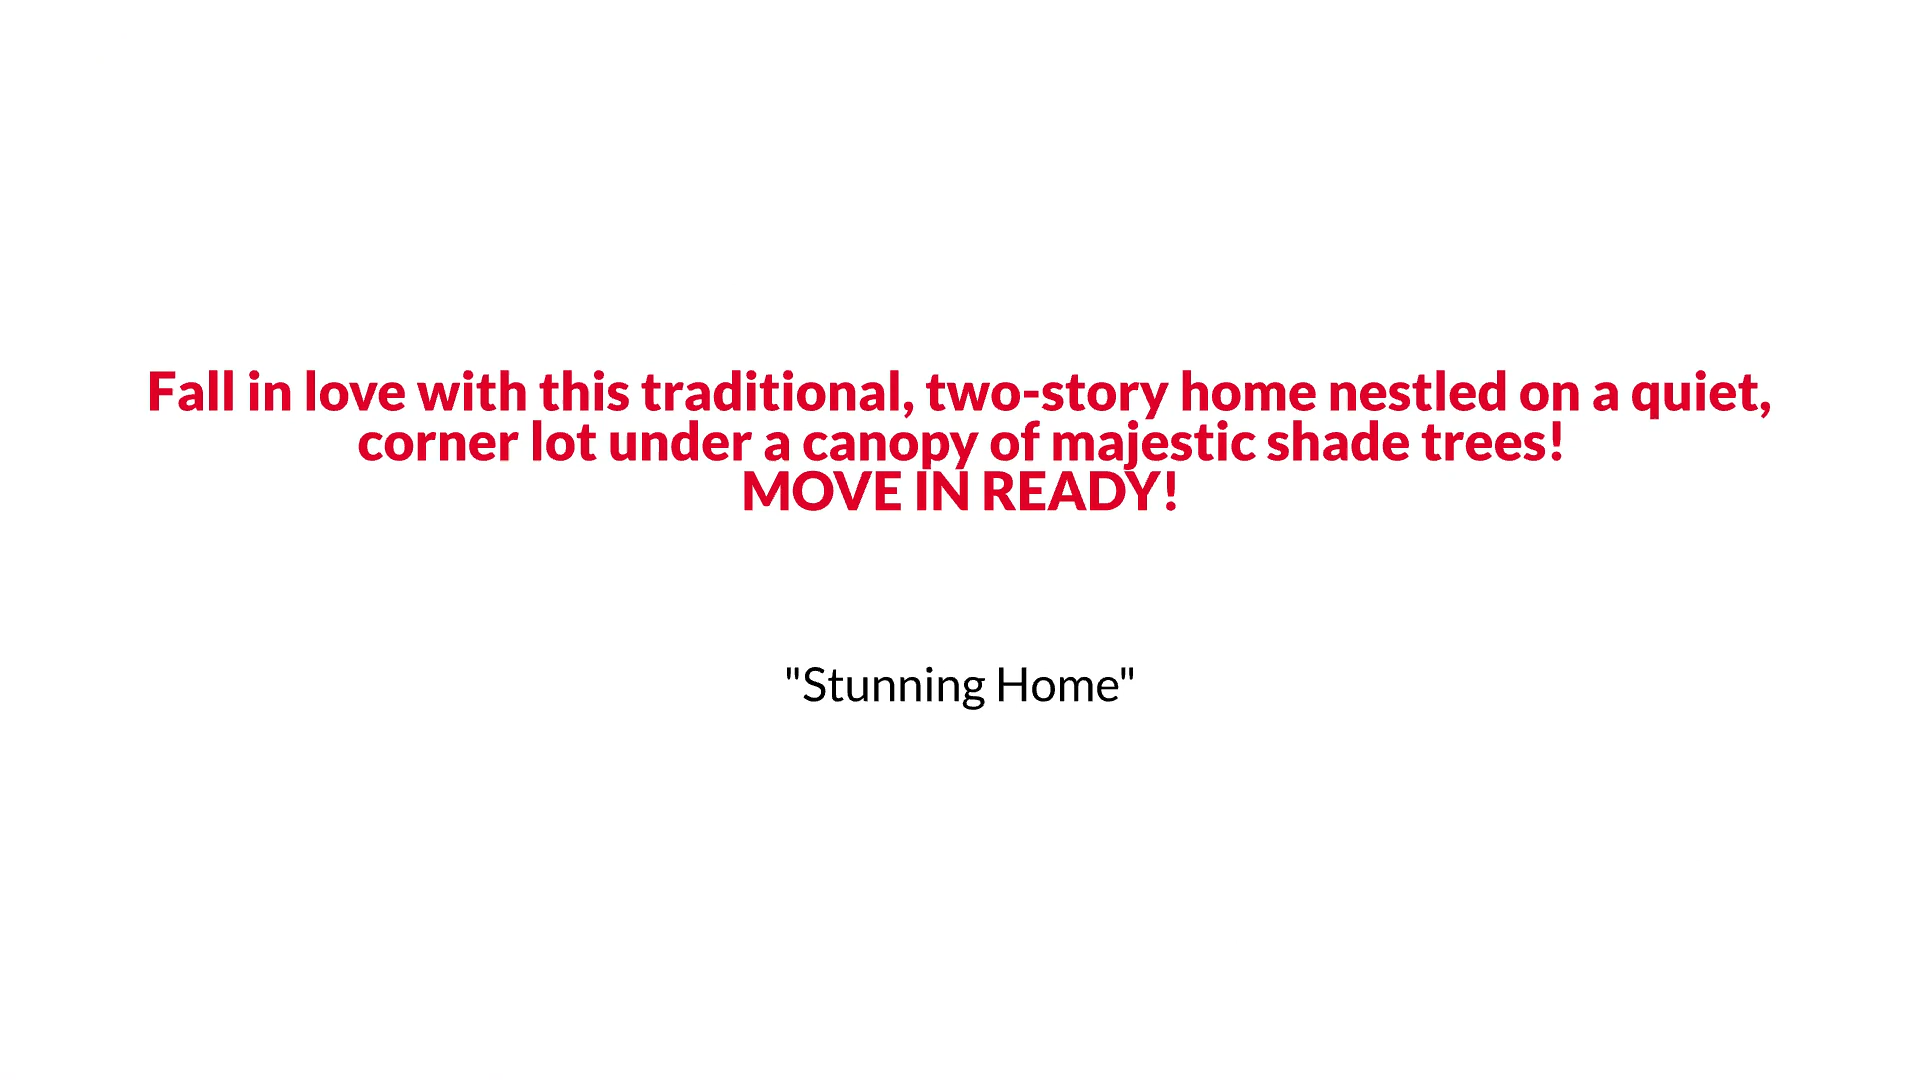 Fall in love with this traditional, two-story home nestled on a quiet,
corner lot under a canopy of majestic shade trees!
MOVE IN READY!
"Stunning Home"